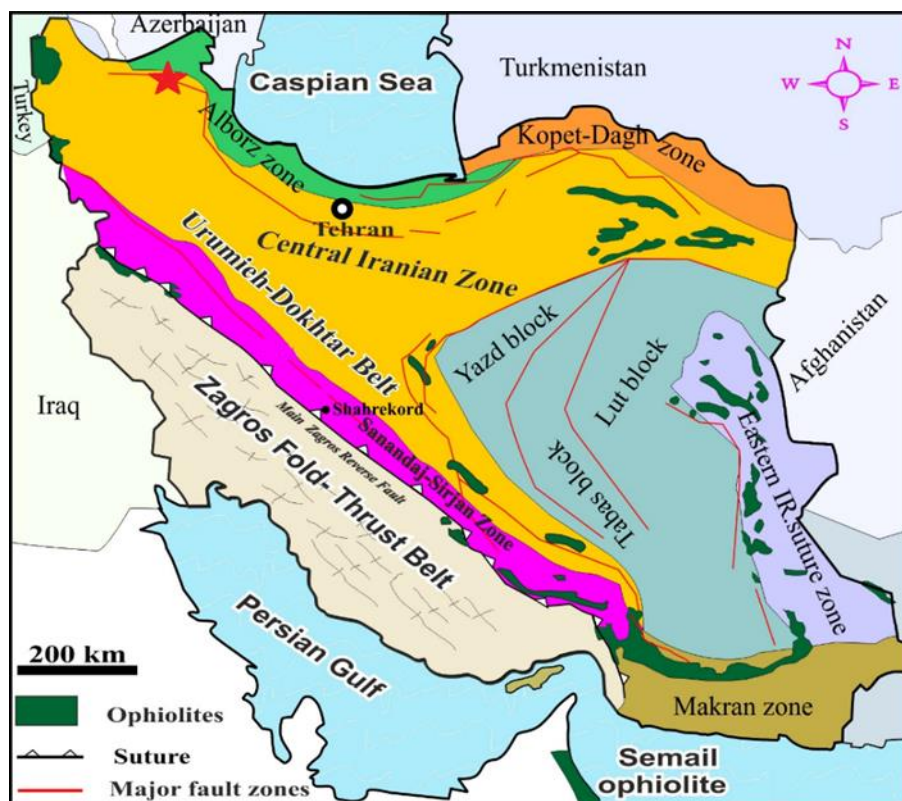 Azerbaijan
Turkey
Caspian Sea
Turkmenistan
N
W
E
S
Alborz zone
Kopet-Dagh zone
Tehran
Central Iranian Zone
Urumieh-Dokhtar Belt
Yazd block
Lut block
Tabas block
Afghanistan
Iraq
Shahrekord
Main Zagros Reverse Fault
Sanandaj-Sirjan Zone
Zagros Fold-Thrust Belt
Eastern IR.suture zone
Persian Gulf
Makran zone
Semail
ophiolite
200 km
Ophiolites
Suture
Major fault zones